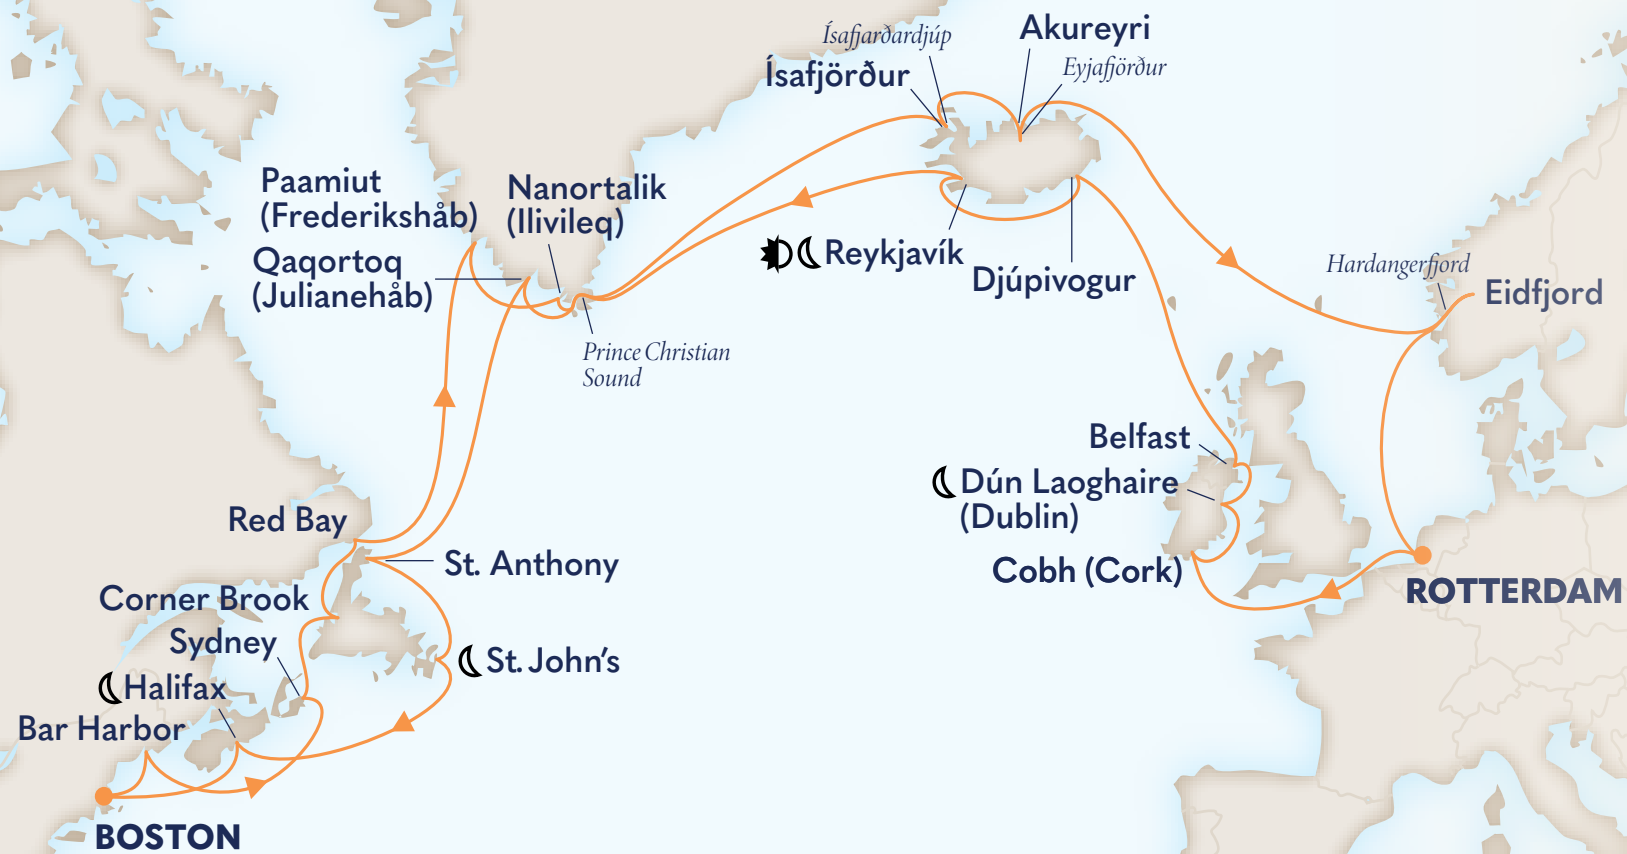 Ísafjarðardjúp
Akureyri
Eyjafjörður
Ísafjörður
Paamiut
(Frederikshåb)
Nanortalik
(Ilivileq)
Qaqortoq
(Julianehåb)
Reykjavík
Djúpivogur
Hardangerfjord
Eidfjord
Prince Christian
Sound
Belfast
Dún Laoghaire
(Dublin)
Cobh (Cork)
Red Bay
St. Anthony
ROTTERDAM
Corner Brook
Sydney
St. John’s
Halifax
Bar Harbor
BOSTON